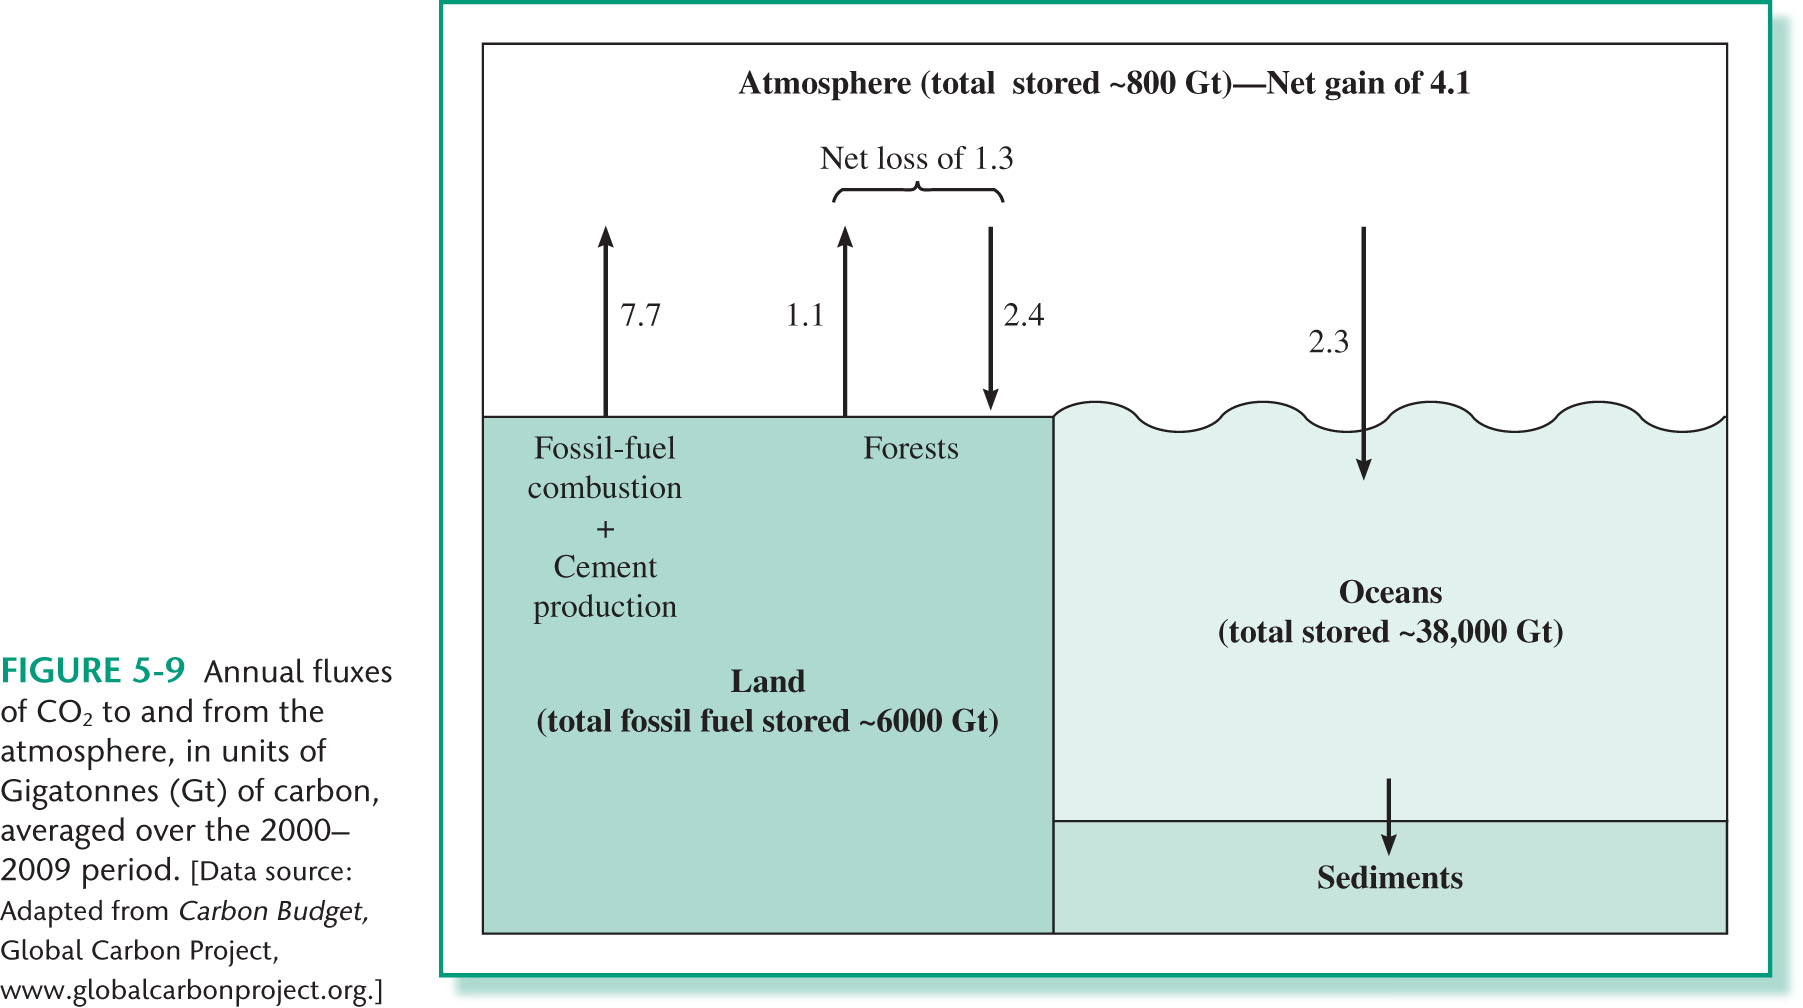 Atmosphere (total stored ~800 Gt)—Net gain of 4.1
Net loss of 1.3
7.7
1.1
2.4
2.3
Fossil-fuel
combustion
+
Cement
production
Forests
Land
(total fossil fuel stored ~6000 Gt)
Oceans
(total stored ~38,000 Gt)
Sediments
FIGURE 5-9 Annual fluxes
of CO₂ to and from the
atmosphere, in units of
Gigatonnes (Gt) of carbon,
averaged over the 2000–
2009 period. [Data source:
Adapted from Carbon Budget,
Global Carbon Project,
www.globalcarbonproject.org.]